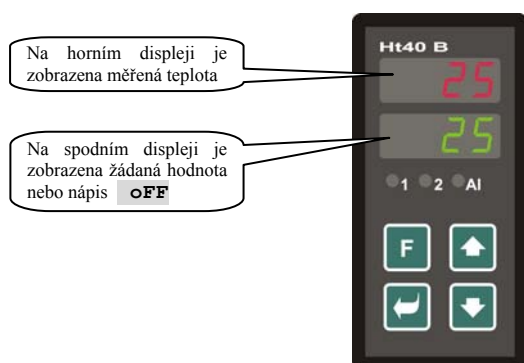 Na horním displeji je
zobrazena měřená teplota
Na spodním displeji je
zobrazena žádaná hodnota
nebo nápis oFF
Ht40 B
25
25
1 2 Al
F